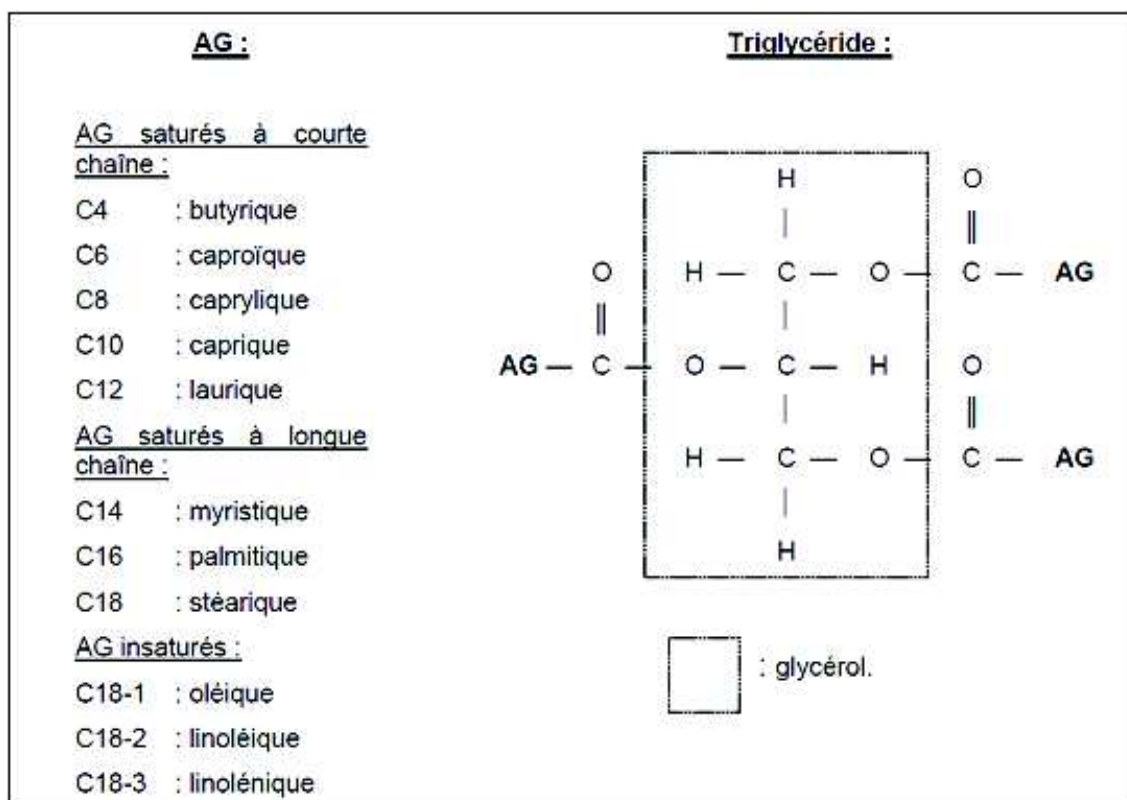 AG :
AG saturés à courte
chaîne :
C4 : butyrique
C6 : caproïque
C8 : caprylique
C10 : caprique
C12 : laurique
AG saturés à longue
chaîne :
C14 : myristique
C16 : palmitique
C18 : stéarique
AG insaturés :
C18-1 : oléique
C18-2 : linoléique
C18-3 : linolénique
Triglycéride :
H O
| ||
O H — C — O — C — AG
|| |
AG — C — O — C — H O
| ||
H — C — O — C — AG
|
H
: glycérol.